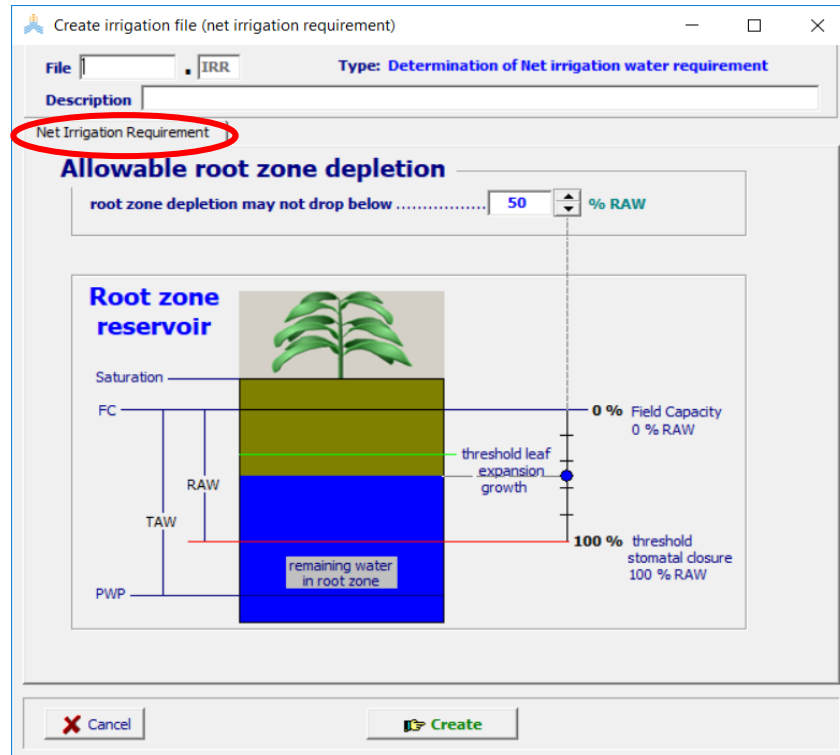 Create irrigation file (net irrigation requirement)
File . IRR Type: Determination of Net irrigation water requirement
Description
Net Irrigation Requirement
Allowable root zone depletion
root zone depletion may not drop below .................. 50 % RAW
Root zone
reservoir
Saturation
FC
0 % Field Capacity
0 % RAW
threshold leaf
expansion
growth
RAW
TAW
100 % threshold
stomatal closure
100 % RAW
remaining water
in root zone
PWP
Cancel Create